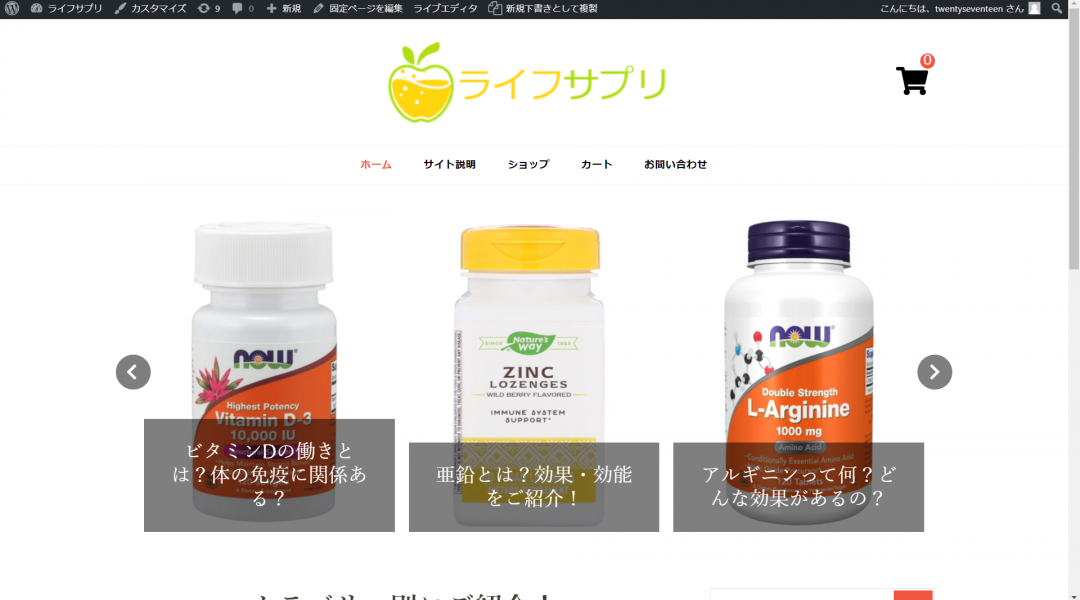 ライフサプリ カスタマイズ 9 0 新規 固定ページを編集 ライブエディタ 新規下書きとして複製 こんにちは、twentyseventeen さん
ライフサプリ
0
ホーム サイト説明 ショップ カート お問い合わせ
now
Highest Potency
Vitamin D-3
10,000 IU
ビタミンDの働きと
は？体の免疫に関係あ
る？
SINCE Nature's Way 1969
ZINC
LOZENGES
WILD BERRY FLAVORED
IMMUNE SYSTEM
SUPPORT*
亜鉛とは？効果・効能
をご紹介！
now
Double Strength
L-Arginine
1000 mg
Amino Acid
120 Tablets
アルギニンって何？ど
んな効果があるの？